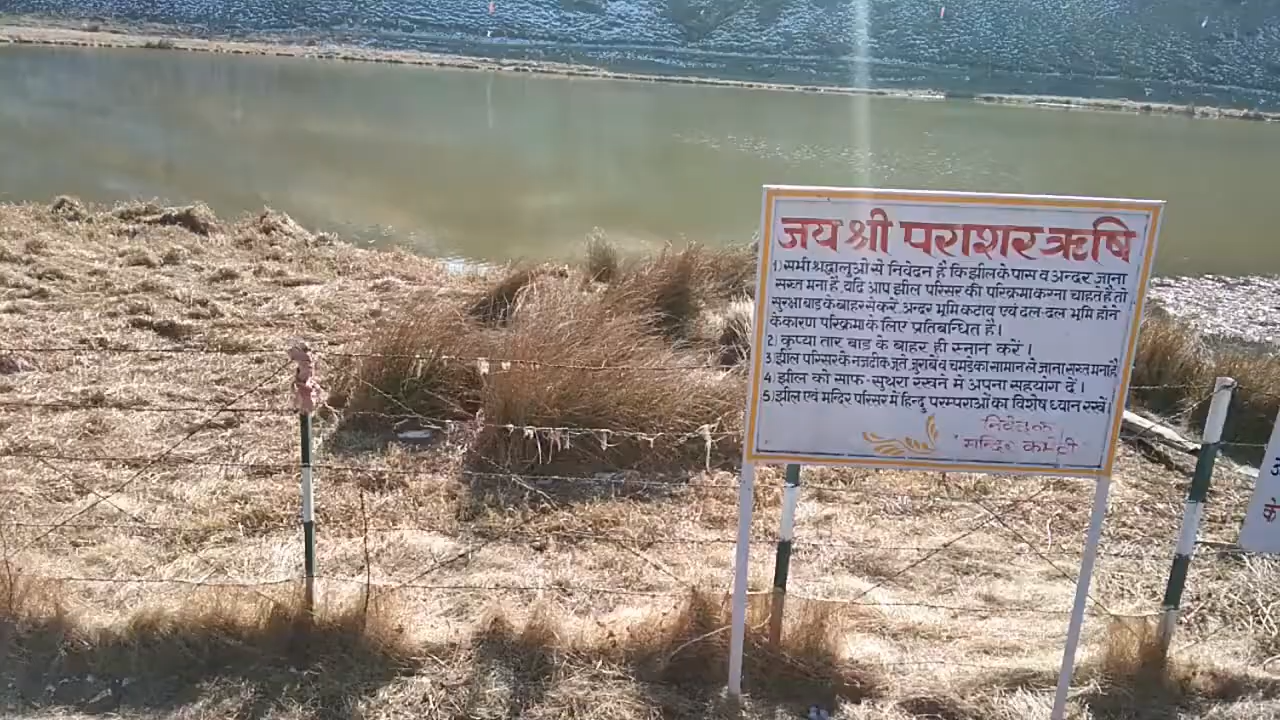 जय श्री पराशर ऋषि
1) सभी श्रद्धालुओं से निवेदन है कि झील के पास व अन्दर जाना
सख्त मना है, यदि आप झील परिसर की परिक्रमा करना चाहते है तो
सुरक्षा बाड के बाहर से करें, अन्दर भूमि कटाव एवं दल-दल भूमि होने
के कारण परिक्रमा के लिए प्रतिबन्धित है।
2) कृप्या तार बाड के बाहर ही स्नान करें।
3) झील परिसर के नजदीक जूते, जुराबें व चमडे का सामान ले जाना सख्त मना है
4) झील को साफ-सुथरा रखने में अपना सहयोग दें।
5) झील एवं मन्दिर परिसर में हिन्दु परम्पराओं का विशेष ध्यान रखें
निवेदक
मन्दिर कमेटी